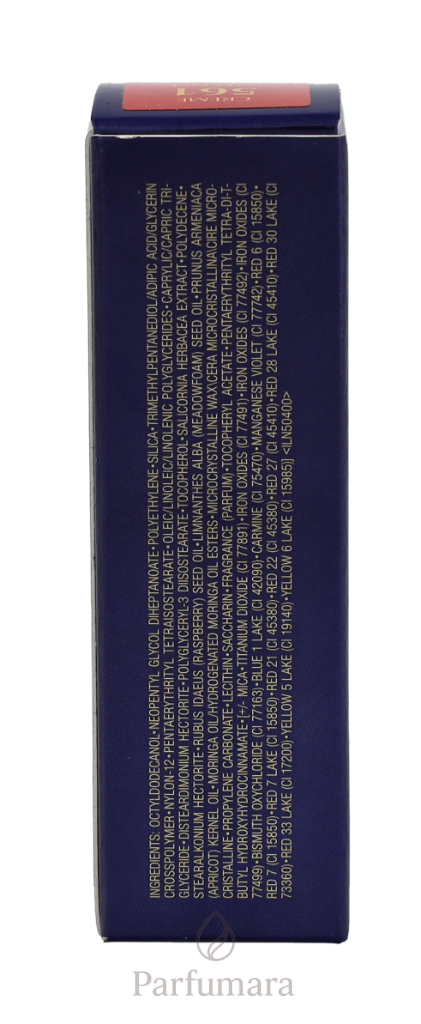 CREME
561
INGREDIENTS: OCTYLDODECANOL•NEOPENTYL GLYCOL DIHEPTANOATE•POLYETHYLENE•SILICA•TRIMETHYLPENTANEDIOL/ADIPIC ACID/GLYCERIN
CROSSPOLYMER•NYLON-12•PENTAERYTHRITYL TETRAISOSTEARATE•OLEIC/LINOLEIC/LINOLENIC POLYGLYCERIDES•CAPRYLIC/CAPRIC TRI-
GLYCERIDE•DISTEARDIMONIUM HECTORITE•POLYGLYCERYL-3 DIISOSTEARATE•TOCOPHEROL•SALICORNIA HERBACEA EXTRACT•POLYDECENE•
STEARALKONIUM HECTORITE•RUBUS IDAEUS (RASPBERRY) SEED OIL•LIMNANTHES ALBA (MEADOWFOAM) SEED OIL•PRUNUS ARMENIACA
(APRICOT) KERNEL OIL•MORINGA OIL/HYDROGENATED MORINGA OIL ESTERS•MICROCRYSTALLINE WAX\CERA MICROCRISTALLINA\CIRE MICRO-
CRISTALLINE•PROPYLENE CARBONATE•LECITHIN•SACCHARIN•FRAGRANCE (PARFUM)•TOCOPHERYL ACETATE•PENTAERYTHRITYL TETRA-DI-T-
BUTYL HYDROXYHYDROCINNAMATE•[+/- MICA•TITANIUM DIOXIDE (CI 77891)•IRON OXIDES (CI 77491)•IRON OXIDES (CI 77492)•IRON OXIDES (CI
77499)•BISMUTH OXYCHLORIDE (CI 77163)•BLUE 1 LAKE (CI 42090)•CARMINE (CI 75470)•MANGANESE VIOLET (CI 77742)•RED 6 (CI 15850)•
RED 7 (CI 15850)•RED 7 LAKE (CI 15850)•RED 21 (CI 45380)•RED 22 (CI 45380)•RED 27 (CI 45410)•RED 28 LAKE (CI 45410)•RED 30 LAKE (CI
73360)•RED 33 LAKE (CI 17200)•YELLOW 5 LAKE (CI 19140)•YELLOW 6 LAKE (CI 15985)] <ILN50400>
Parfumara